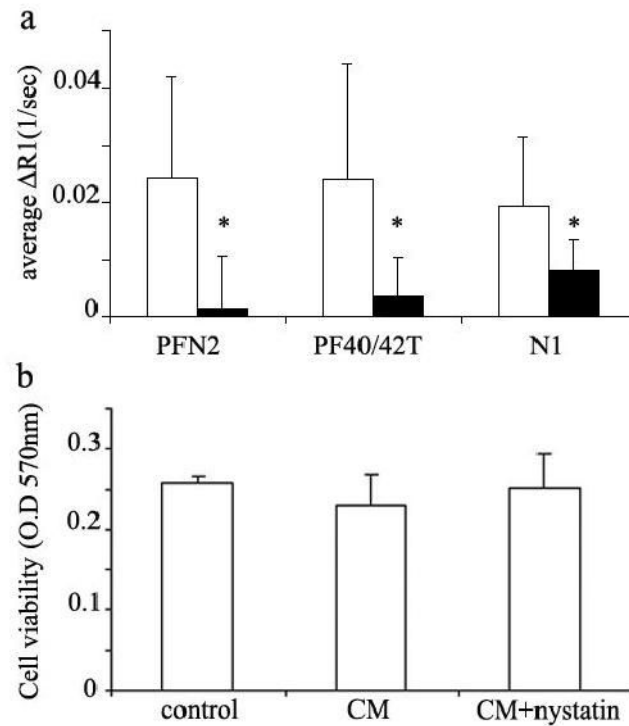 a
average ΔR1(1/sec)
0.04
0.02
0
*
*
*
PFN2
PF40/42T
N1
b
Cell viability (O.D 570nm)
0.3
0.2
0.1
0
control
CM
CM+nystatin